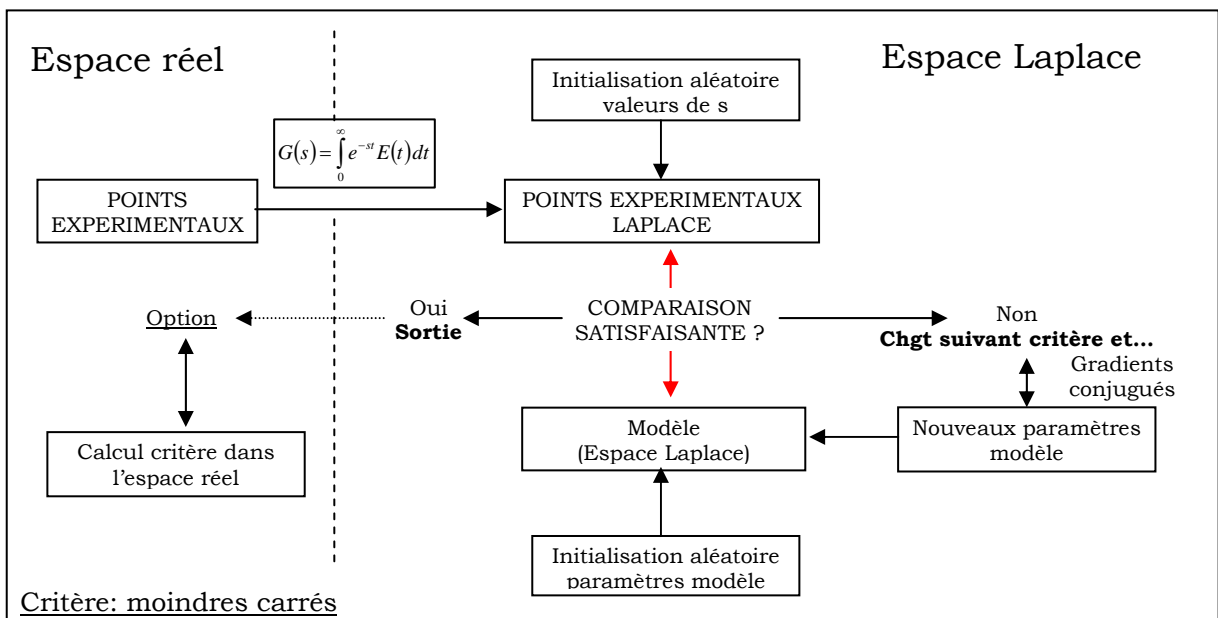 Espace réel
Espace Laplace
Initialisation aléatoire
valeurs de s
G(s)=∫₀^∞ e^{-st} E(t)dt
POINTS
EXPERIMENTAUX
POINTS EXPERIMENTAUX
LAPLACE
Option
Oui
Sortie
COMPARAISON
SATISFAISANTE ?
Non
Chgt suivant critère et...
Gradients
conjugués
Calcul critère dans
l'espace réel
Modèle
(Espace Laplace)
Nouveaux paramètres
modèle
Initialisation aléatoire
paramètres modèle
Critère: moindres carrés